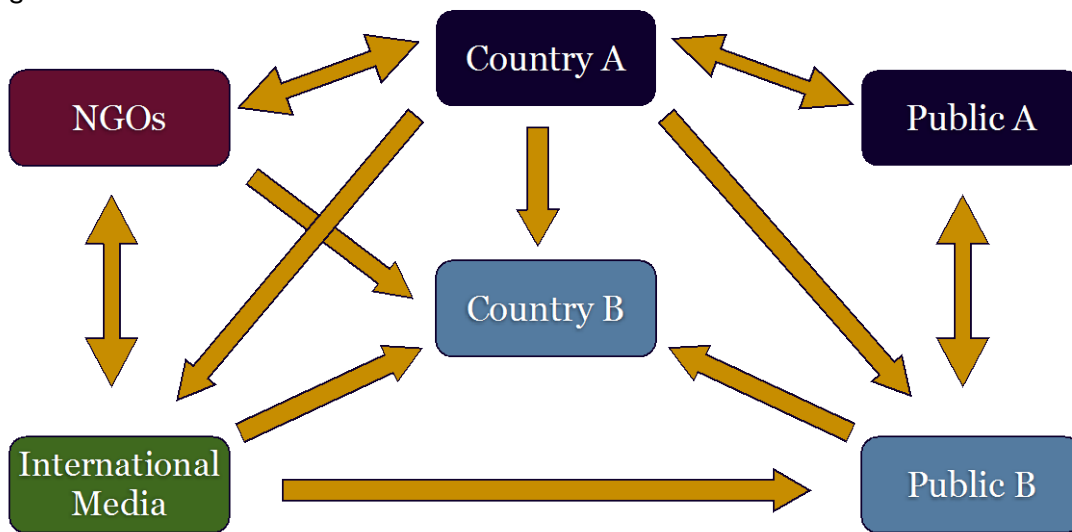 g
Country A
NGOs
Public A
Country B
International
Media
Public B